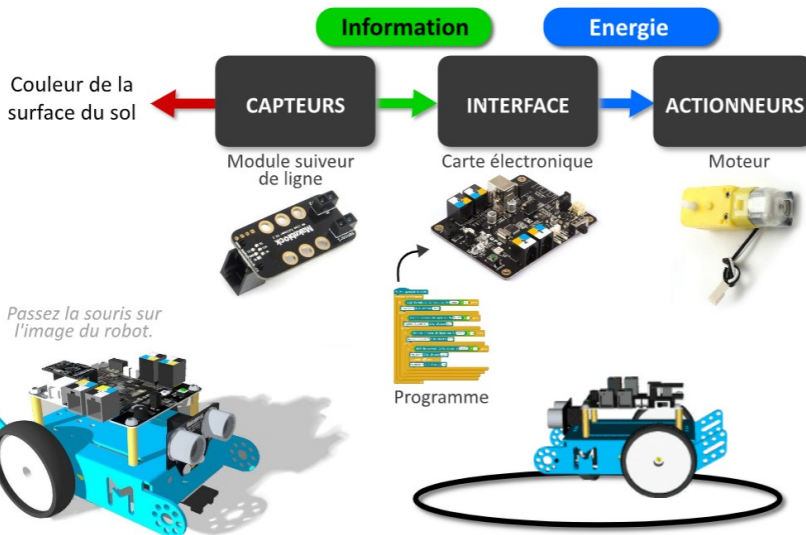 Information
Energie
Couleur de la
surface du sol
CAPTEURS
INTERFACE
ACTIONNEURS
Module suiveur
de ligne
Carte électronique
Moteur
Makeblock
Passez la souris sur
l'image du robot.
Programme
M
M